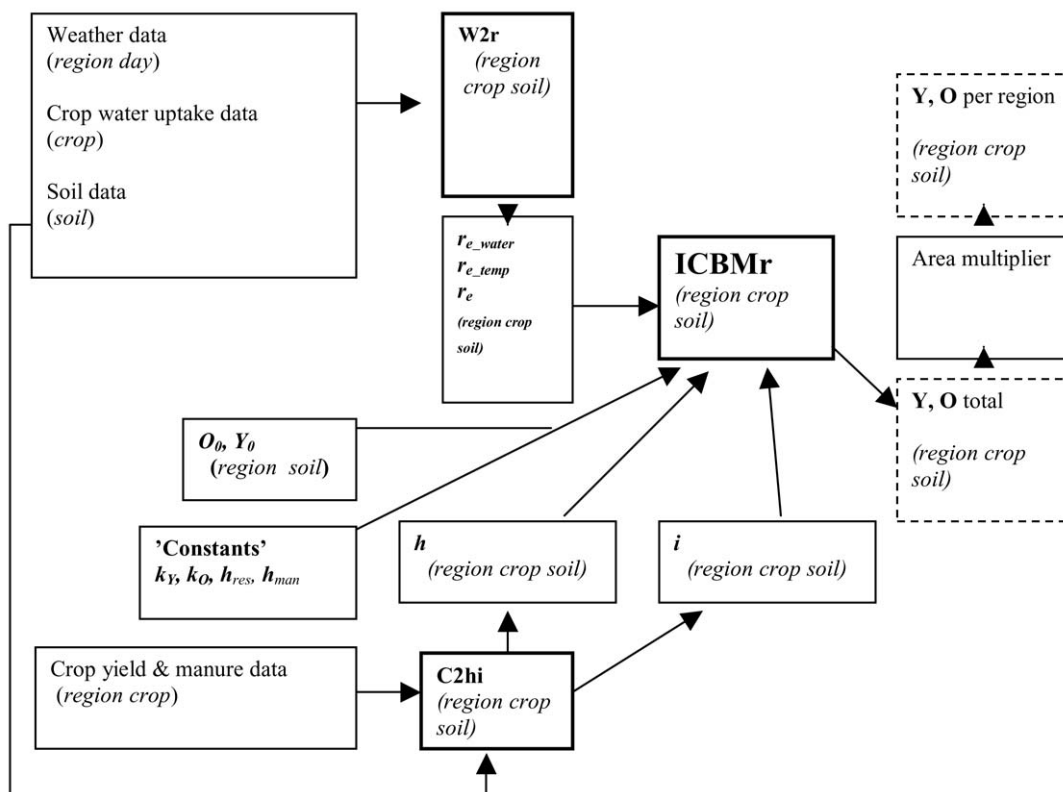 Weather data
(region day)
Crop water uptake data
(crop)
Soil data
(soil)
W2r
(region
crop soil)
Y, O per region
(region crop
soil)
r_e_water
r_e_temp
r_e
(region crop
soil)
ICBMr
(region crop
soil)
Area multiplier
O_0, Y_0
(region soil)
Y, O total
(region crop
soil)
’Constants’
k_Y, k_O, h_res, h_man
h
(region crop soil)
i
(region crop soil)
Crop yield & manure data
(region crop)
C2hi
(region crop
soil)